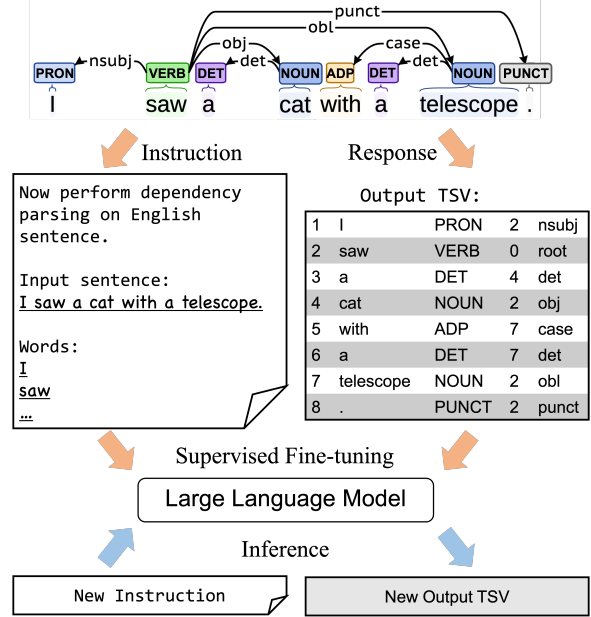 punct
obl
obj
case
nsubj
det
det
PRON VERB DET NOUN ADP DET NOUN PUNCT
I saw a cat with a telescope .
Instruction
Response
Now perform dependency
parsing on English
sentence.
Input sentence:
I saw a cat with a telescope.
Words:
I
saw
...
Output TSV:
1 I PRON 2 nsubj
2 saw VERB 0 root
3 a DET 4 det
4 cat NOUN 2 obj
5 with ADP 7 case
6 a DET 7 det
7 telescope NOUN 2 obl
8 . PUNCT 2 punct
Supervised Fine-tuning
Large Language Model
Inference
New Instruction
New Output TSV